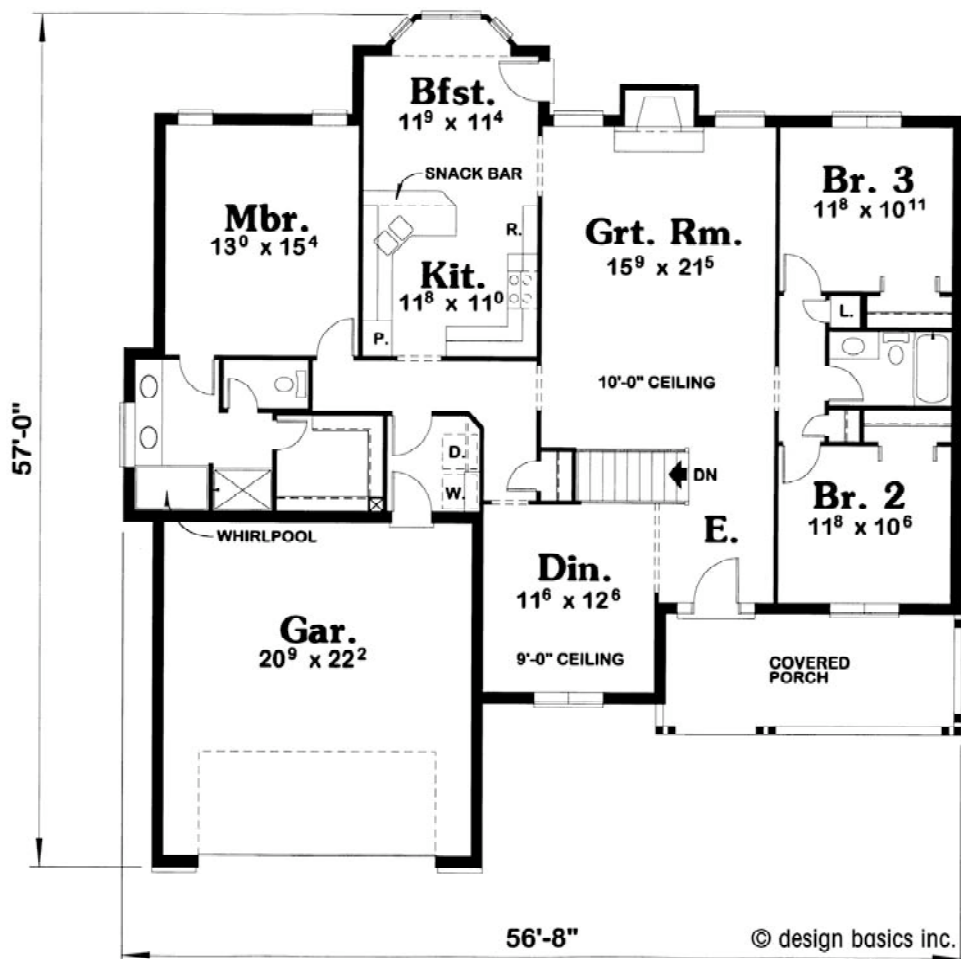 Bfst.
11⁹ x 11⁴
SNACK BAR
Mbr.
13⁰ x 15⁴
R.
Kit.
11⁸ x 11⁰
P.
Grt. Rm.
15⁹ x 21⁵
10'-0" CEILING
Br. 3
11⁸ x 10¹¹
L.
57'-0"
D.
W.
DN
WHIRLPOOL
E.
Br. 2
11⁸ x 10⁶
Din.
11⁶ x 12⁶
9'-0" CEILING
Gar.
20⁹ x 22²
COVERED
PORCH
56'-8"
© design basics inc.